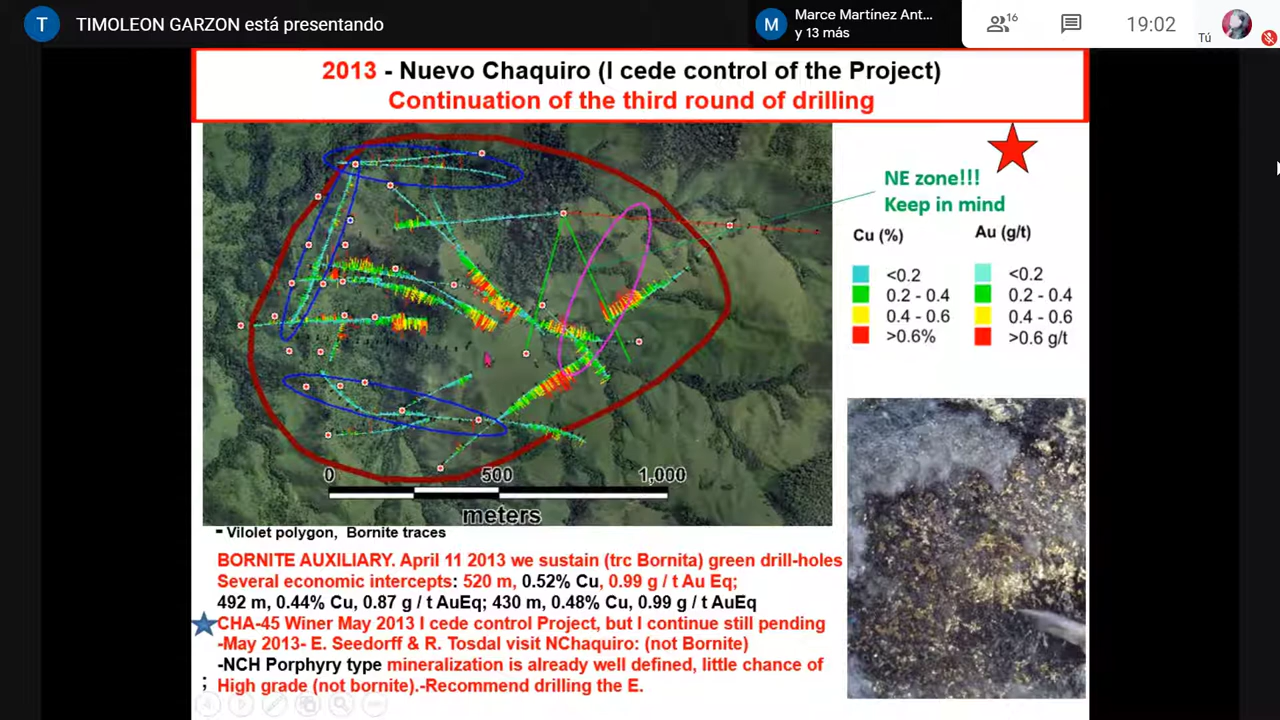 T TIMOLEON GARZON está presentando
M Marce Martínez Ant...
y 13 más
16
19:02
Tú
2013 - Nuevo Chaquiro (I cede control of the Project)
Continuation of the third round of drilling
NE zone!!!
Keep in mind
Cu (%) Au (g/t)
<0.2 <0.2
0.2 - 0.4 0.2 - 0.4
0.4 - 0.6 0.4 - 0.6
>0.6% >0.6 g/t
0 500 1,000
meters
- Vilolet polygon, Bornite traces
BORNITE AUXILIARY. April 11 2013 we sustain (trc Bornita) green drill-holes
Several economic intercepts: 520 m, 0.52% Cu, 0.99 g / t Au Eq;
492 m, 0.44% Cu, 0.87 g / t AuEq; 430 m, 0.48% Cu, 0.99 g / t AuEq
CHA-45 Winer May 2013 I cede control Project, but I continue still pending
-May 2013- E. Seedorff & R. Tosdal visit NChaquiro: (not Bornite)
-NCH Porphyry type mineralization is already well defined, little chance of
; High grade (not bornite).-Recommend drilling the E.